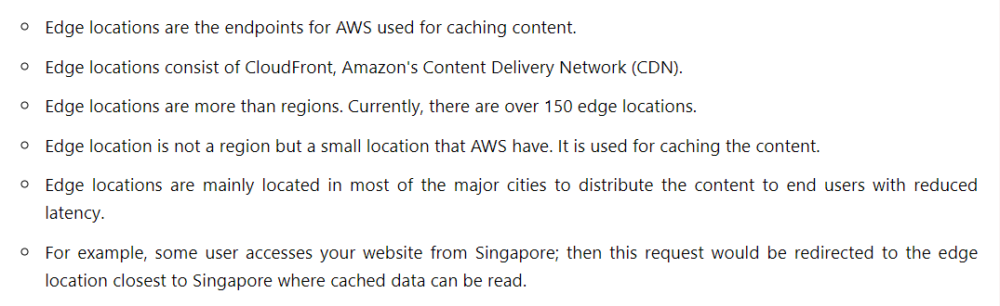 Edge locations are the endpoints for AWS used for caching content.
Edge locations consist of CloudFront, Amazon's Content Delivery Network (CDN).
Edge locations are more than regions. Currently, there are over 150 edge locations.
Edge location is not a region but a small location that AWS have. It is used for caching the content.
Edge locations are mainly located in most of the major cities to distribute the content to end users with reduced
latency.
For example, some user accesses your website from Singapore; then this request would be redirected to the edge
location closest to Singapore where cached data can be read.